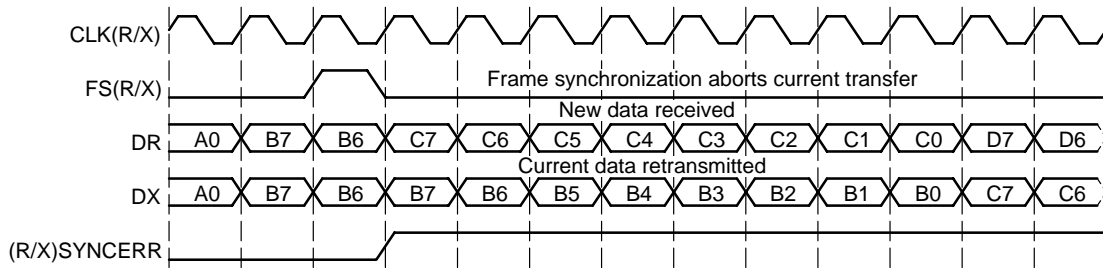 CLK(R/X)
FS(R/X) Frame synchronization aborts current transfer
New data received
DR A0 B7 B6 C7 C6 C5 C4 C3 C2 C1 C0 D7 D6
Current data retransmitted
DX A0 B7 B6 B7 B6 B5 B4 B3 B2 B1 B0 C7 C6
(R/X)SYNCERR